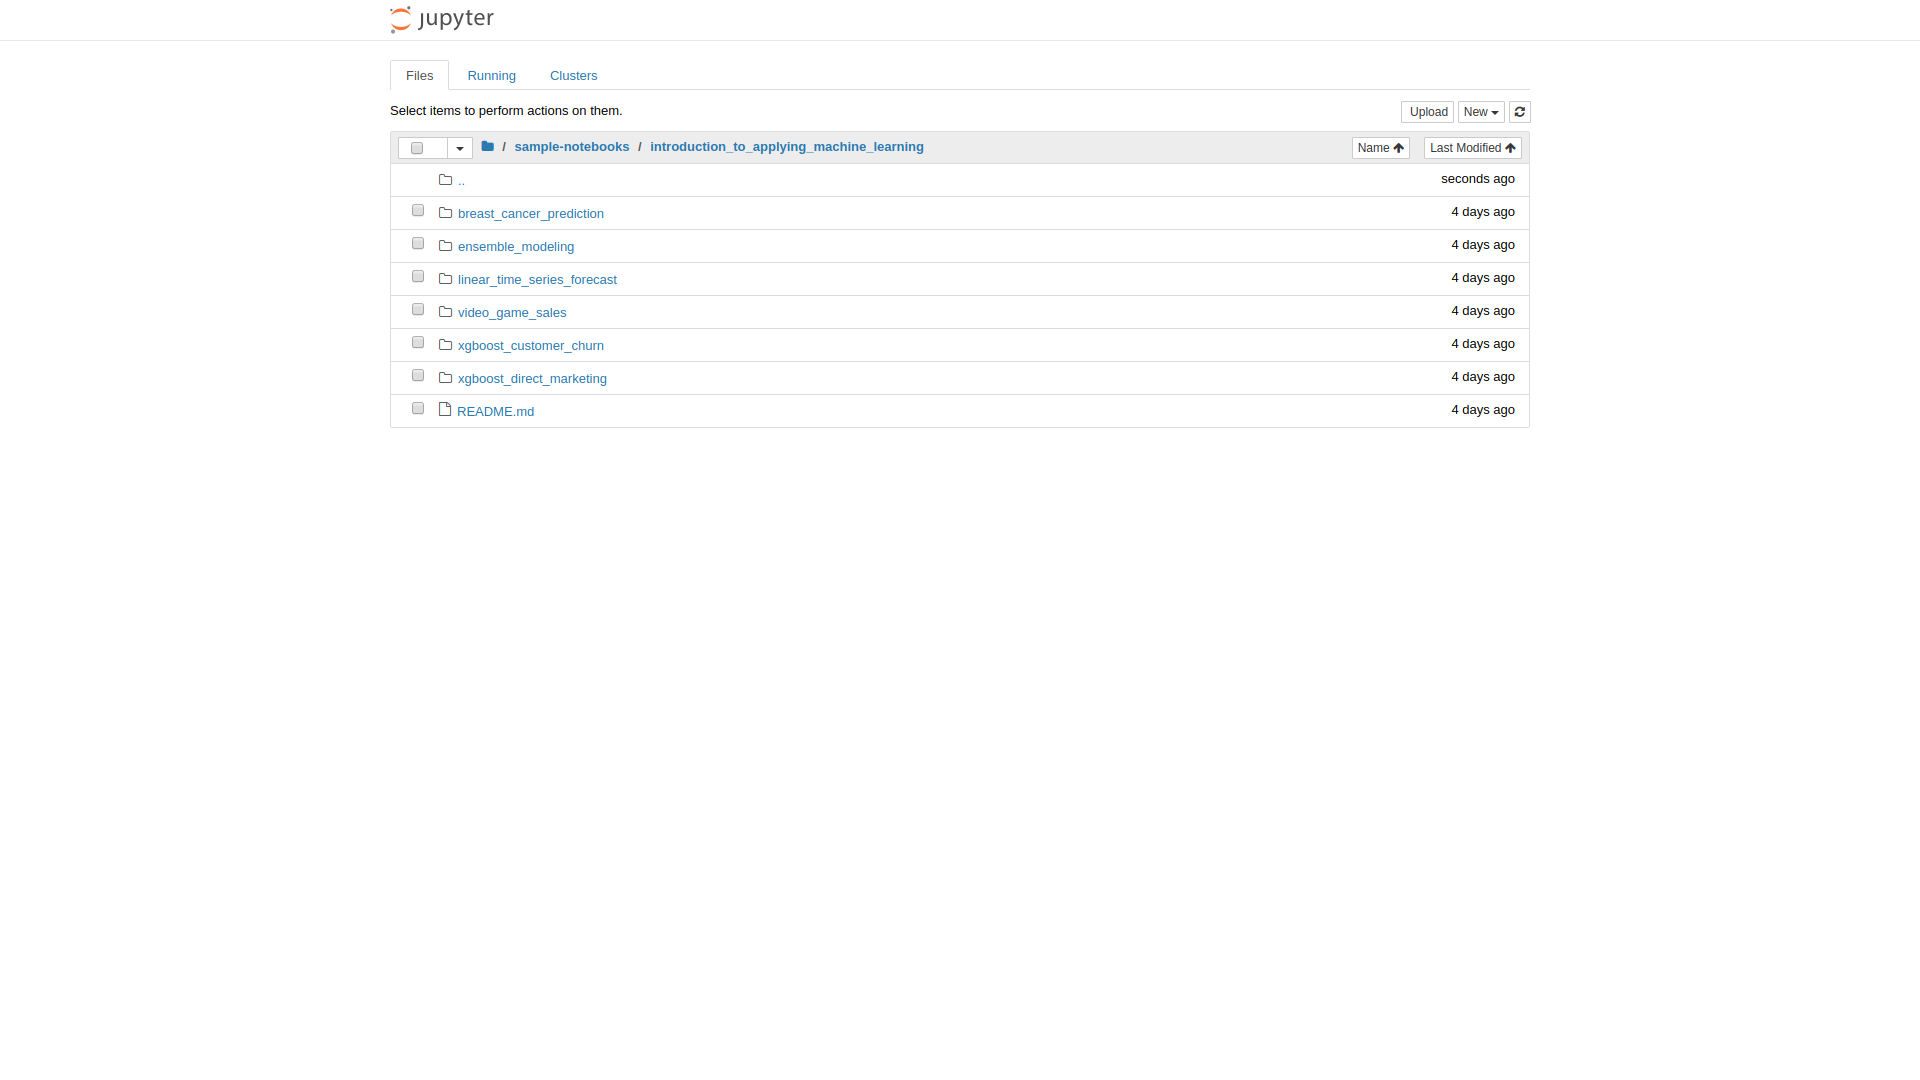 jupyter
Files Running Clusters
Select items to perform actions on them.
Upload New
/ sample-notebooks / introduction_to_applying_machine_learning
Name Last Modified
.. seconds ago
breast_cancer_prediction 4 days ago
ensemble_modeling 4 days ago
linear_time_series_forecast 4 days ago
video_game_sales 4 days ago
xgboost_customer_churn 4 days ago
xgboost_direct_marketing 4 days ago
README.md 4 days ago